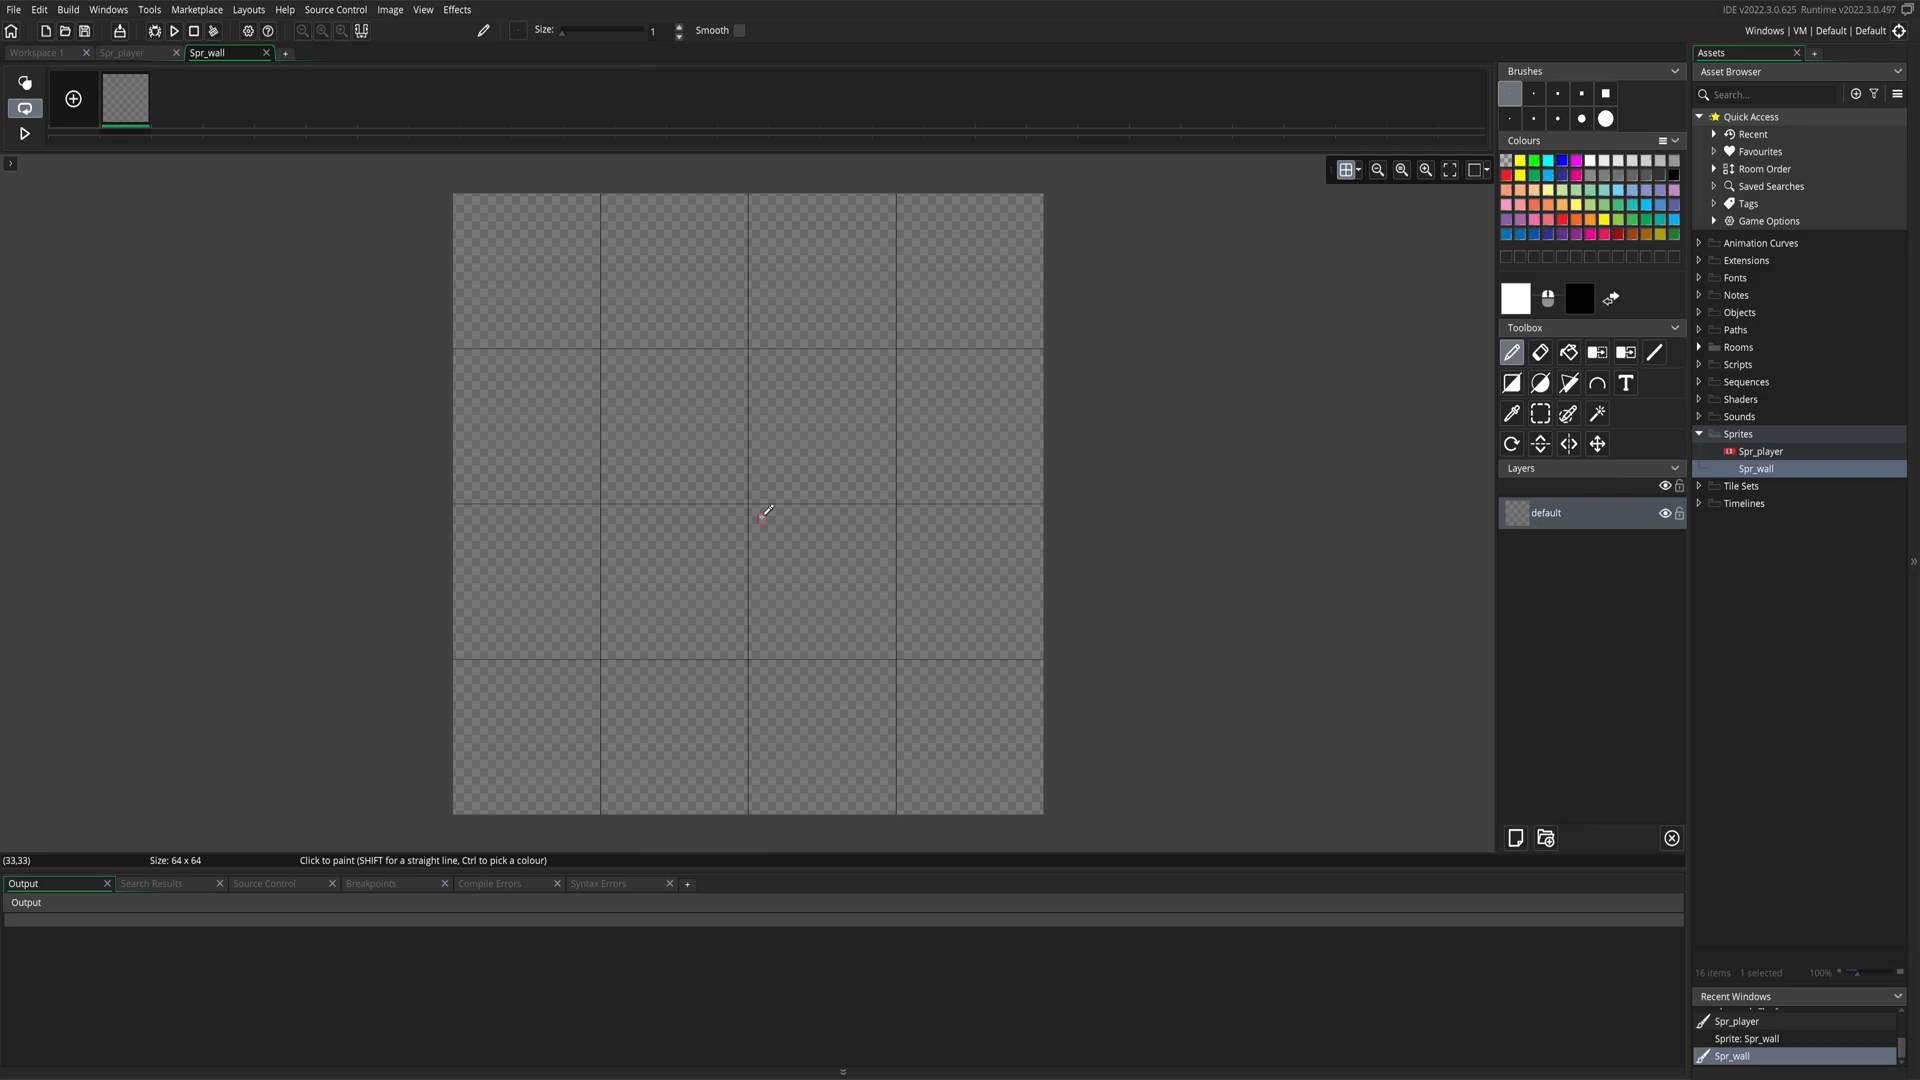 File Edit Build Windows Tools Marketplace Layouts Help Source Control Image View Effects
IDE v2022.3.0.625 Runtime v2022.3.0.497
Size: 1 Smooth
Windows | VM | Default | Default
Workspace 1 Spr_player Spr_wall
Assets
Brushes
Asset Browser
Search...
Quick Access
Colours
Recent
Favourites
Room Order
Saved Searches
Tags
Game Options
Animation Curves
Extensions
Fonts
Notes
Objects
Toolbox
Paths
Rooms
Scripts
Sequences
Shaders
Sounds
Sprites
Spr_player
Layers
Spr_wall
Tile Sets
Timelines
default
(33,33) Size: 64 x 64 Click to paint (SHIFT for a straight line, Ctrl to pick a colour)
Output Search Results Source Control Breakpoints Compile Errors Syntax Errors
Output
16 items 1 selected 100%
Recent Windows
Spr_player
Sprite: Spr_wall
Spr_wall